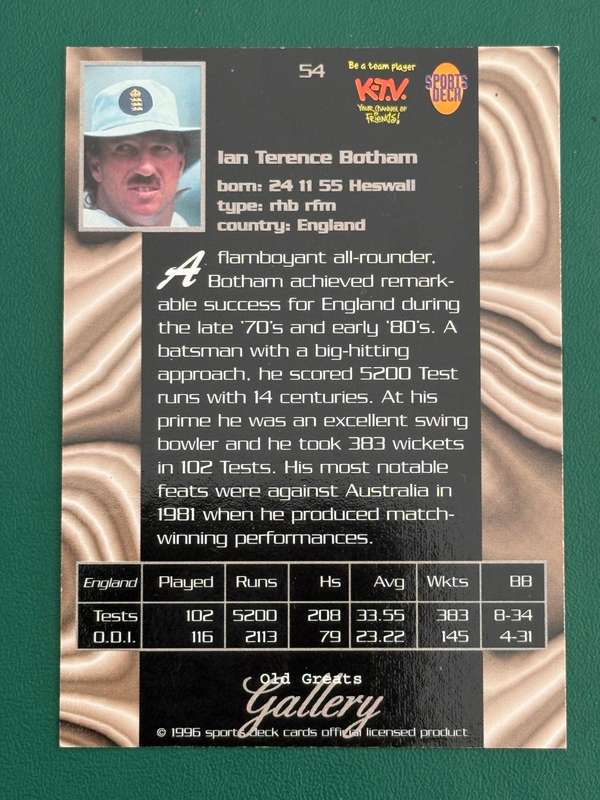 54
Be a team player
K-T.V.
YOUR CHANNEL OF
FRIENDS!
SPORTS
DECK
Ian Terence Botham
born: 24 11 55 Heswall
type: rhb rfm
country: England
A flamboyant all-rounder,
Botham achieved remark-
able success for England during
the late '70's and early '80's. A
batsman with a big-hitting
approach, he scored 5200 Test
runs with 14 centuries. At his
prime he was an excellent swing
bowler and he took 383 wickets
in 102 Tests. His most notable
feats were against Australia in
1981 when he produced match-
winning performances.
England Played Runs Hs Avg Wkts BB
Tests 102 5200 208 33.55 383 8-34
O.D.I. 116 2113 79 23.22 145 4-31
Old Greats
Gallery
© 1996 sports deck cards official licensed product